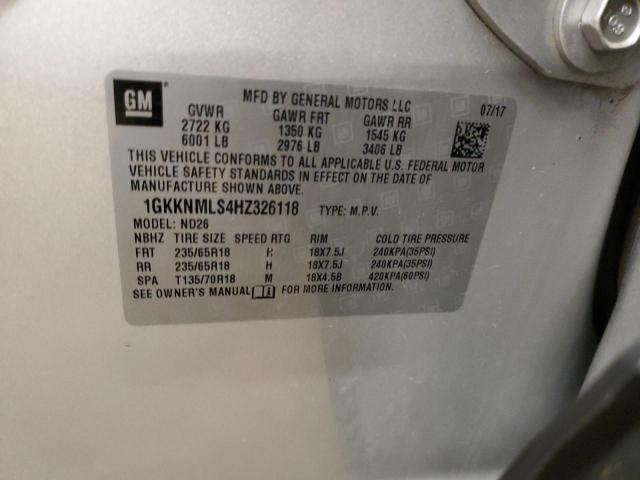 GM
MFD BY GENERAL MOTORS LLC
07/17
GVWR GAWR FRT GAWR RR
2722 KG 1350 KG 1545 KG
6001 LB 2976 LB 3406 LB
THIS VEHICLE CONFORMS TO ALL APPLICABLE U.S. FEDERAL MOTOR
VEHICLE SAFETY STANDARDS IN EFFECT ON THE DATE OF
MANUFACTURE SHOWN ABOVE.
1GKKNMLS4HZ326118 TYPE: M.P.V.
MODEL: ND26
NBHZ TIRE SIZE SPEED RTG RIM COLD TIRE PRESSURE
FRT 235/65R18 H 18X7.5J 240KPA(35PSI)
RR 235/65R18 H 18X7.5J 240KPA(35PSI)
SPA T135/70R18 M 18X4.5B 420KPA(60PSI)
SEE OWNER'S MANUAL FOR MORE INFORMATION.